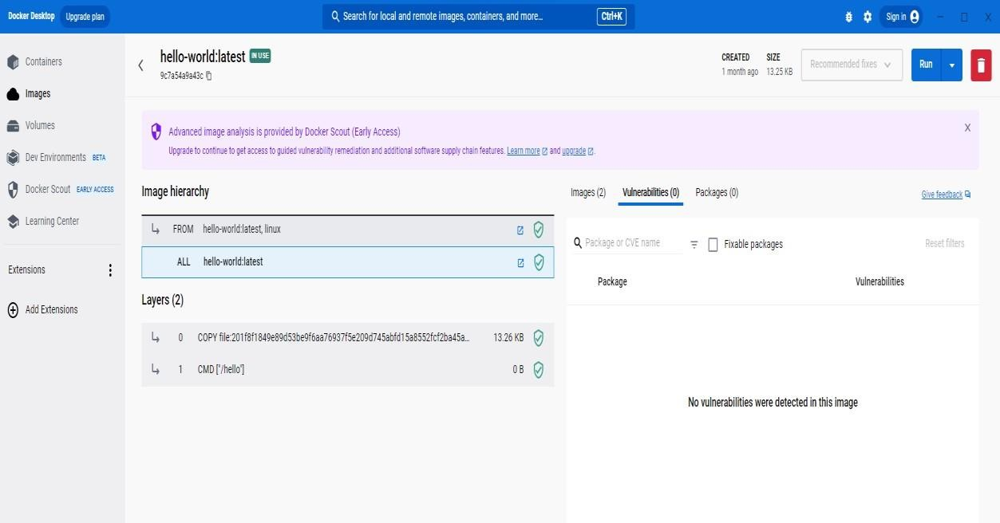 Docker Desktop Upgrade plan Search for local and remote images, containers, and more... Ctrl+K Sign in
Containers
Images
Volumes
Dev Environments BETA
Docker Scout EARLY ACCESS
Learning Center
Extensions
Add Extensions
hello-world:latest IN USE
9c7a54a9a43c
CREATED
1 month ago
SIZE
13.25 KB
Recommended fixes
Run
Advanced image analysis is provided by Docker Scout (Early Access)
Upgrade to continue to get access to guided vulnerability remediation and additional software supply chain features. Learn more and upgrade.
X
Image hierarchy
FROM hello-world:latest, linux
ALL hello-world:latest
Layers (2)
0 COPY file:201f8f1849e89d53be9f6aa76937f5e209d745abfd15a8552fcf2ba45a... 13.26 KB
1 CMD ["/hello"] 0 B
Images (2) Vulnerabilities (0) Packages (0) Give feedback
Package or CVE name Fixable packages Reset filters
Package Vulnerabilities
No vulnerabilities were detected in this image